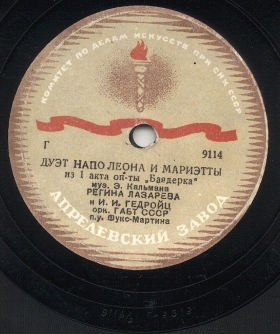 КОМИТЕТ ПО ДЕЛАМ ИСКУССТВ ПРИ СНК СССР
Г 9114
ДУЭТ НАПОЛЕОНА И МАРИЭТТЫ
из 1 акта оп-ты „Баядерка"
муз. Э. Кальмана
РЕГИНА ЛАЗАРЕВА
и И. И. ГЕДРОЙЦ
орк. ГАБТ СССР
п.у. Фукс-Мартина
АПРЕЛЕВСКИЙ ЗАВОД